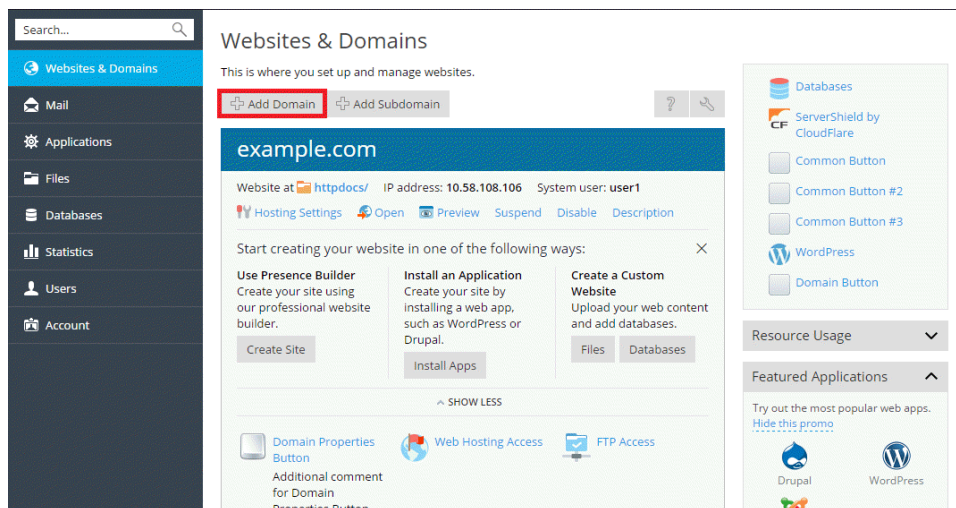 Search...
Websites & Domains
Mail
Applications
Files
Databases
Statistics
Users
Account
Websites & Domains
This is where you set up and manage websites.
Add Domain
Add Subdomain
?
example.com
Website at httpdocs/ IP address: 10.58.108.106 System user: user1
Hosting Settings Open Preview Suspend Disable Description
Start creating your website in one of the following ways:
Use Presence Builder
Create your site using
our professional website
builder.
Create Site
Install an Application
Create your site by
installing a web app,
such as WordPress or
Drupal.
Install Apps
Create a Custom
Website
Upload your web content
and add databases.
Files
Databases
SHOW LESS
Domain Properties
Button
Additional comment
for Domain
Properties Button
Web Hosting Access
FTP Access
Databases
CF
ServerShield by
CloudFlare
Common Button
Common Button #2
Common Button #3
WordPress
Domain Button
Resource Usage
Featured Applications
Try out the most popular web apps.
Hide this promo
Drupal
WordPress